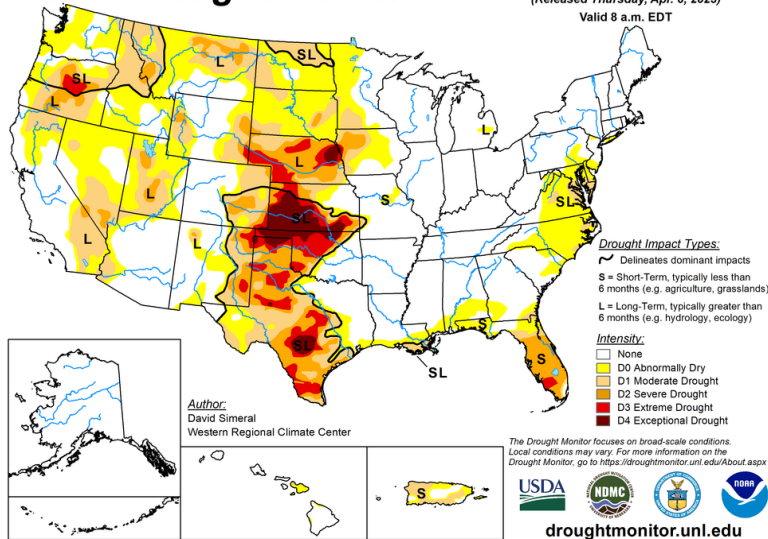 (Released Thursday, Apr. 6, 2023)
Valid 8 a.m. EDT
SL
L
SL
L
L
L
L
L
L
S
SL
L
SL
SL
S
S
SL
S
Drought Impact Types:
Delineates dominant impacts
S = Short-Term, typically less than
6 months (e.g. agriculture, grasslands)
L = Long-Term, typically greater than
6 months (e.g. hydrology, ecology)
Intensity:
None
D0 Abnormally Dry
D1 Moderate Drought
D2 Severe Drought
D3 Extreme Drought
D4 Exceptional Drought
Author:
David Simeral
Western Regional Climate Center
The Drought Monitor focuses on broad-scale conditions.
Local conditions may vary. For more information on the
Drought Monitor, go to https://droughtmonitor.unl.edu/About.aspx
USDA
NDMC
NOAA
droughtmonitor.unl.edu